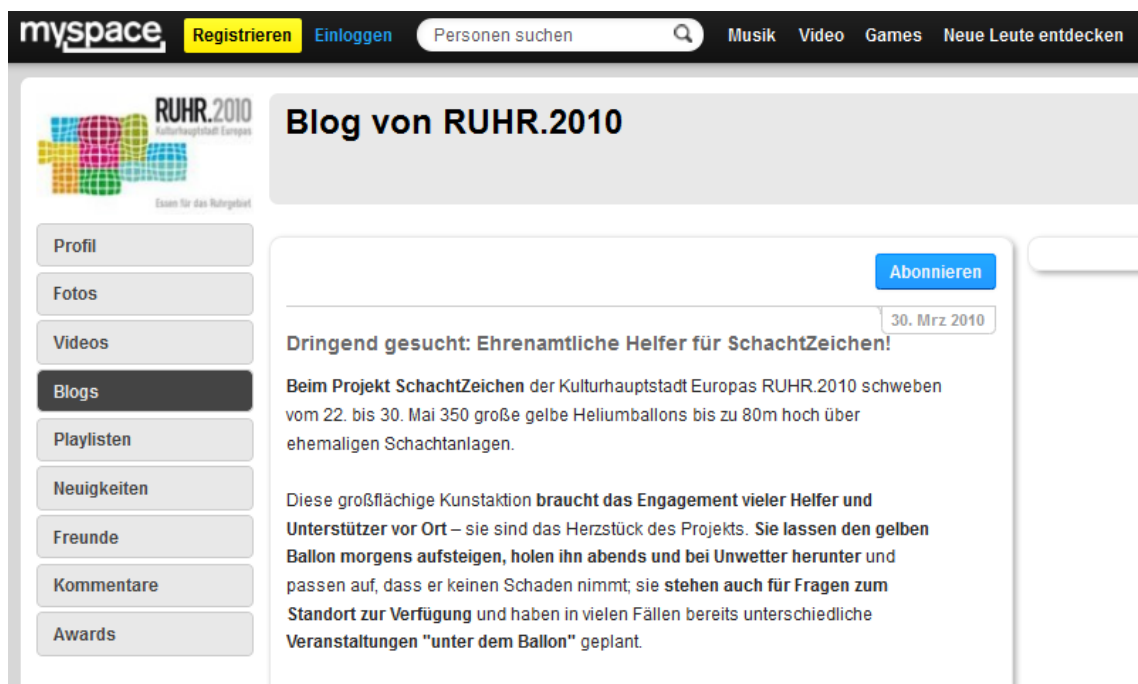 myspace Registrieren Einloggen Personen suchen Musik Video Games Neue Leute entdecken
RUHR.2010
Kulturhauptstadt Europas
Essen für das Ruhrgebiet
Blog von RUHR.2010
Profil
Fotos
Videos
Blogs
Playlisten
Neuigkeiten
Freunde
Kommentare
Awards
Abonnieren
30. Mrz 2010
Dringend gesucht: Ehrenamtliche Helfer für SchachtZeichen!
Beim Projekt SchachtZeichen der Kulturhauptstadt Europas RUHR.2010 schweben
vom 22. bis 30. Mai 350 große gelbe Heliumballons bis zu 80m hoch über
ehemaligen Schachtanlagen.
Diese großflächige Kunstaktion braucht das Engagement vieler Helfer und
Unterstützer vor Ort – sie sind das Herzstück des Projekts. Sie lassen den gelben
Ballon morgens aufsteigen, holen ihn abends und bei Unwetter herunter und
passen auf, dass er keinen Schaden nimmt; sie stehen auch für Fragen zum
Standort zur Verfügung und haben in vielen Fällen bereits unterschiedliche
Veranstaltungen "unter dem Ballon" geplant.